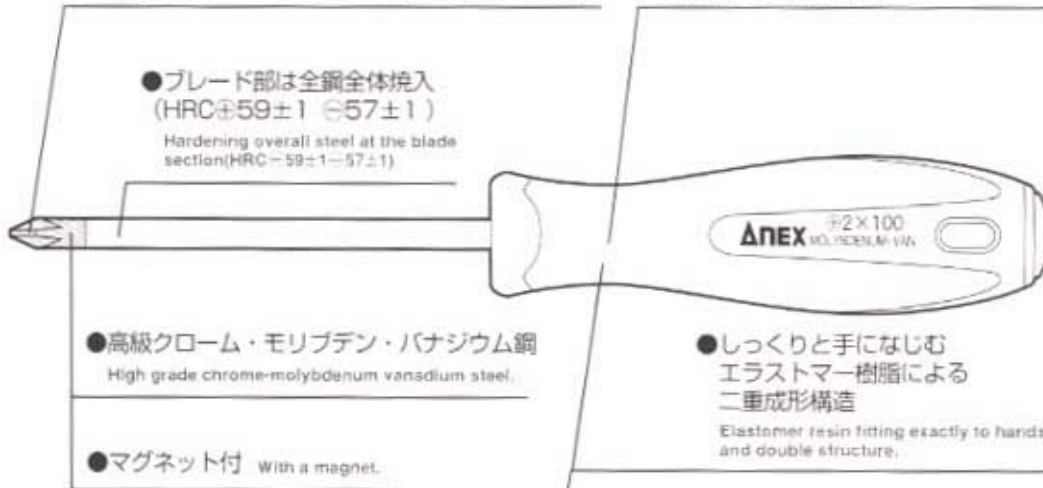 ●ブレード部は全鋼全体焼入
(HRC⊕59±1 ⊖57±1)
Hardening overall steel at the blade
section(HRC－59±1－57±1)
ANEX ⊕2×100
MOLYBDENUM-VAN
●高級クローム・モリブデン・バナジウム鋼
High grade chrome-molybdenum vanadium steel.
●マグネット付 With a magnet.
●しっくりと手になじむ
エラストマー樹脂による
二重成形構造
Elastomer resin fitting exactly to hands
and double structure.